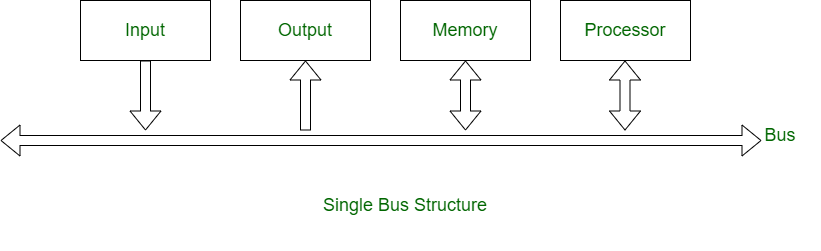 Input
Output
Memory
Processor
Bus
Single Bus Structure